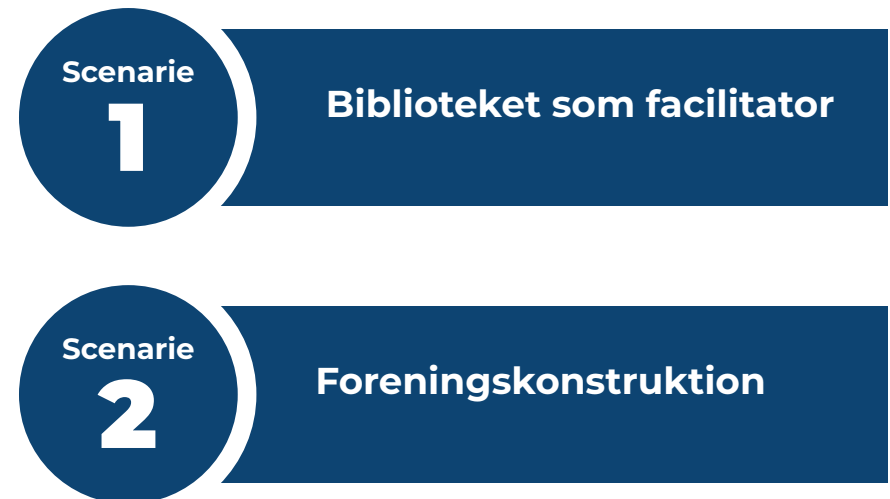 Scenarie
1
Biblioteket som facilitator
Scenarie
2
Foreningskonstruktion